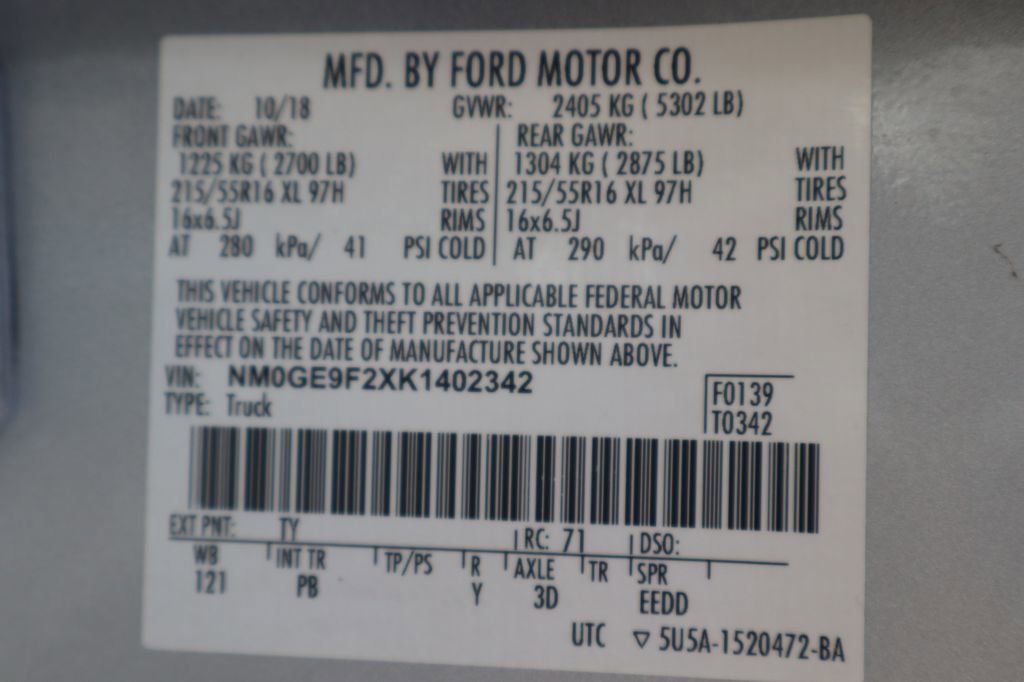 MFD. BY FORD MOTOR CO.
DATE: 10/18 GVWR: 2405 KG ( 5302 LB)
FRONT GAWR: REAR GAWR:
1225 KG ( 2700 LB) WITH 1304 KG ( 2875 LB) WITH
215/55R16 XL 97H TIRES 215/55R16 XL 97H TIRES
16x6.5J RIMS 16x6.5J RIMS
AT 280 kPa/ 41 PSI COLD AT 290 kPa/ 42 PSI COLD
THIS VEHICLE CONFORMS TO ALL APPLICABLE FEDERAL MOTOR
VEHICLE SAFETY AND THEFT PREVENTION STANDARDS IN
EFFECT ON THE DATE OF MANUFACTURE SHOWN ABOVE.
VIN: NM0GE9F2XK1402342
F0139
TYPE: Truck
T0342
EXT PNT: TY RC: 71 DSO:
WB INT TR TP/PS R AXLE TR SPR
121 PB Y 3D EEDD
UTC ▽ 5U5A-1520472-BA